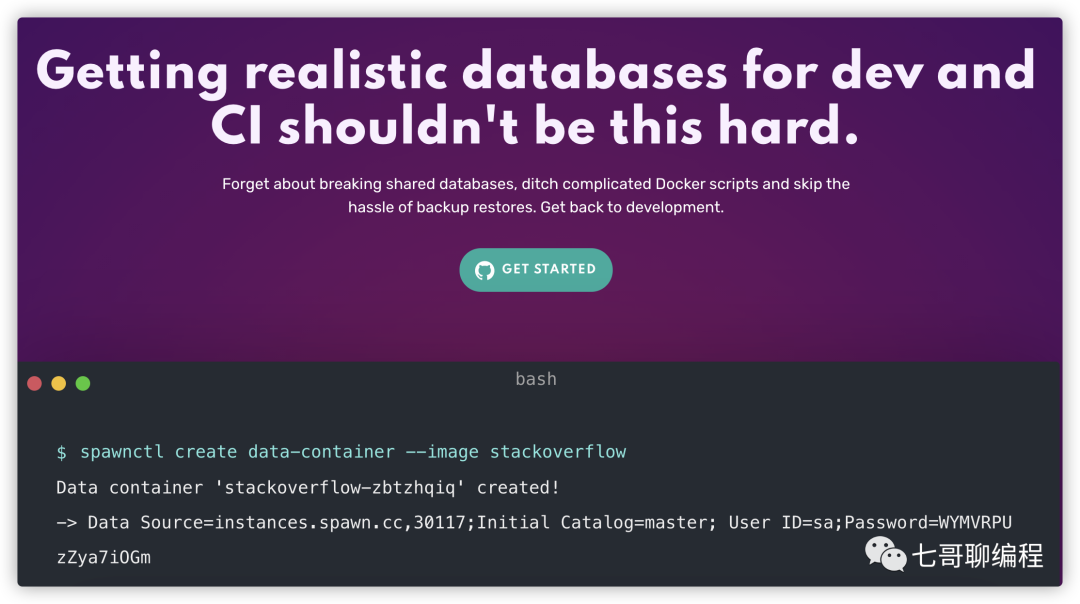 Getting realistic databases for dev and
CI shouldn't be this hard.
Forget about breaking shared databases, ditch complicated Docker scripts and skip the
hassle of backup restores. Get back to development.
GET STARTED
bash
$ spawnctl create data-container --image stackoverflow
Data container 'stackoverflow-zbtzhqiq' created!
-> Data Source=instances.spawn.cc,30117;Initial Catalog=master; User ID=sa;Password=WYMVRPU
zZya7iOGm
七哥聊编程